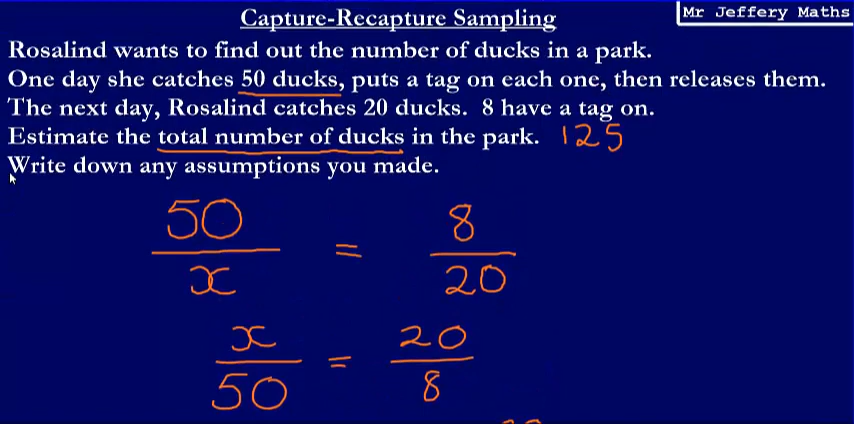 Capture-Recapture Sampling
Mr Jeffery Maths
Rosalind wants to find out the number of ducks in a park.
One day she catches 50 ducks, puts a tag on each one, then releases them.
The next day, Rosalind catches 20 ducks.  8 have a tag on.
Estimate the total number of ducks in the park. 125
Write down any assumptions you made.
50 8
=
x 20
x 20
=
50 8